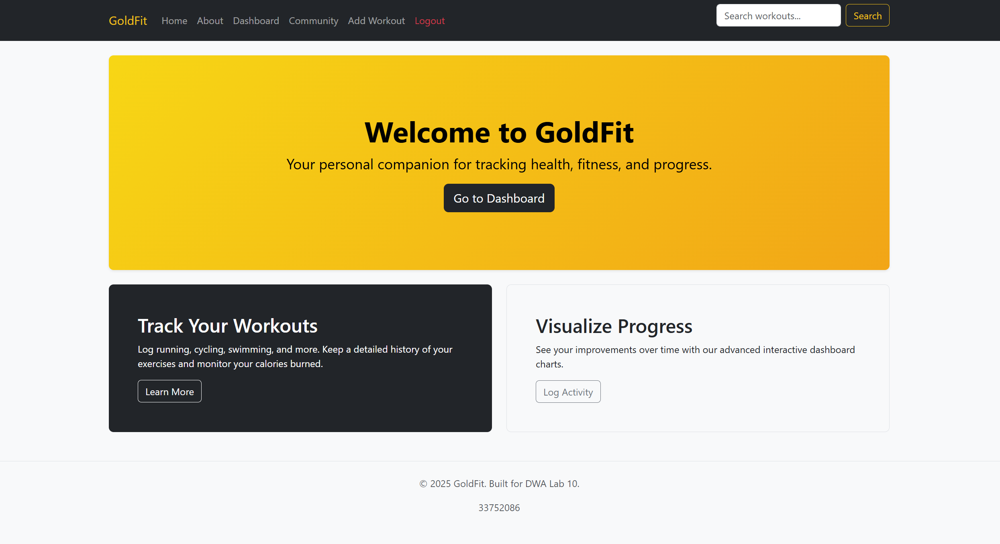 GoldFit Home About Dashboard Community Add Workout Logout Search workouts... Search
Welcome to GoldFit
Your personal companion for tracking health, fitness, and progress.
Go to Dashboard
Track Your Workouts
Log running, cycling, swimming, and more. Keep a detailed history of your
exercises and monitor your calories burned.
Learn More
Visualize Progress
See your improvements over time with our advanced interactive dashboard
charts.
Log Activity
© 2025 GoldFit. Built for DWA Lab 10.
33752086